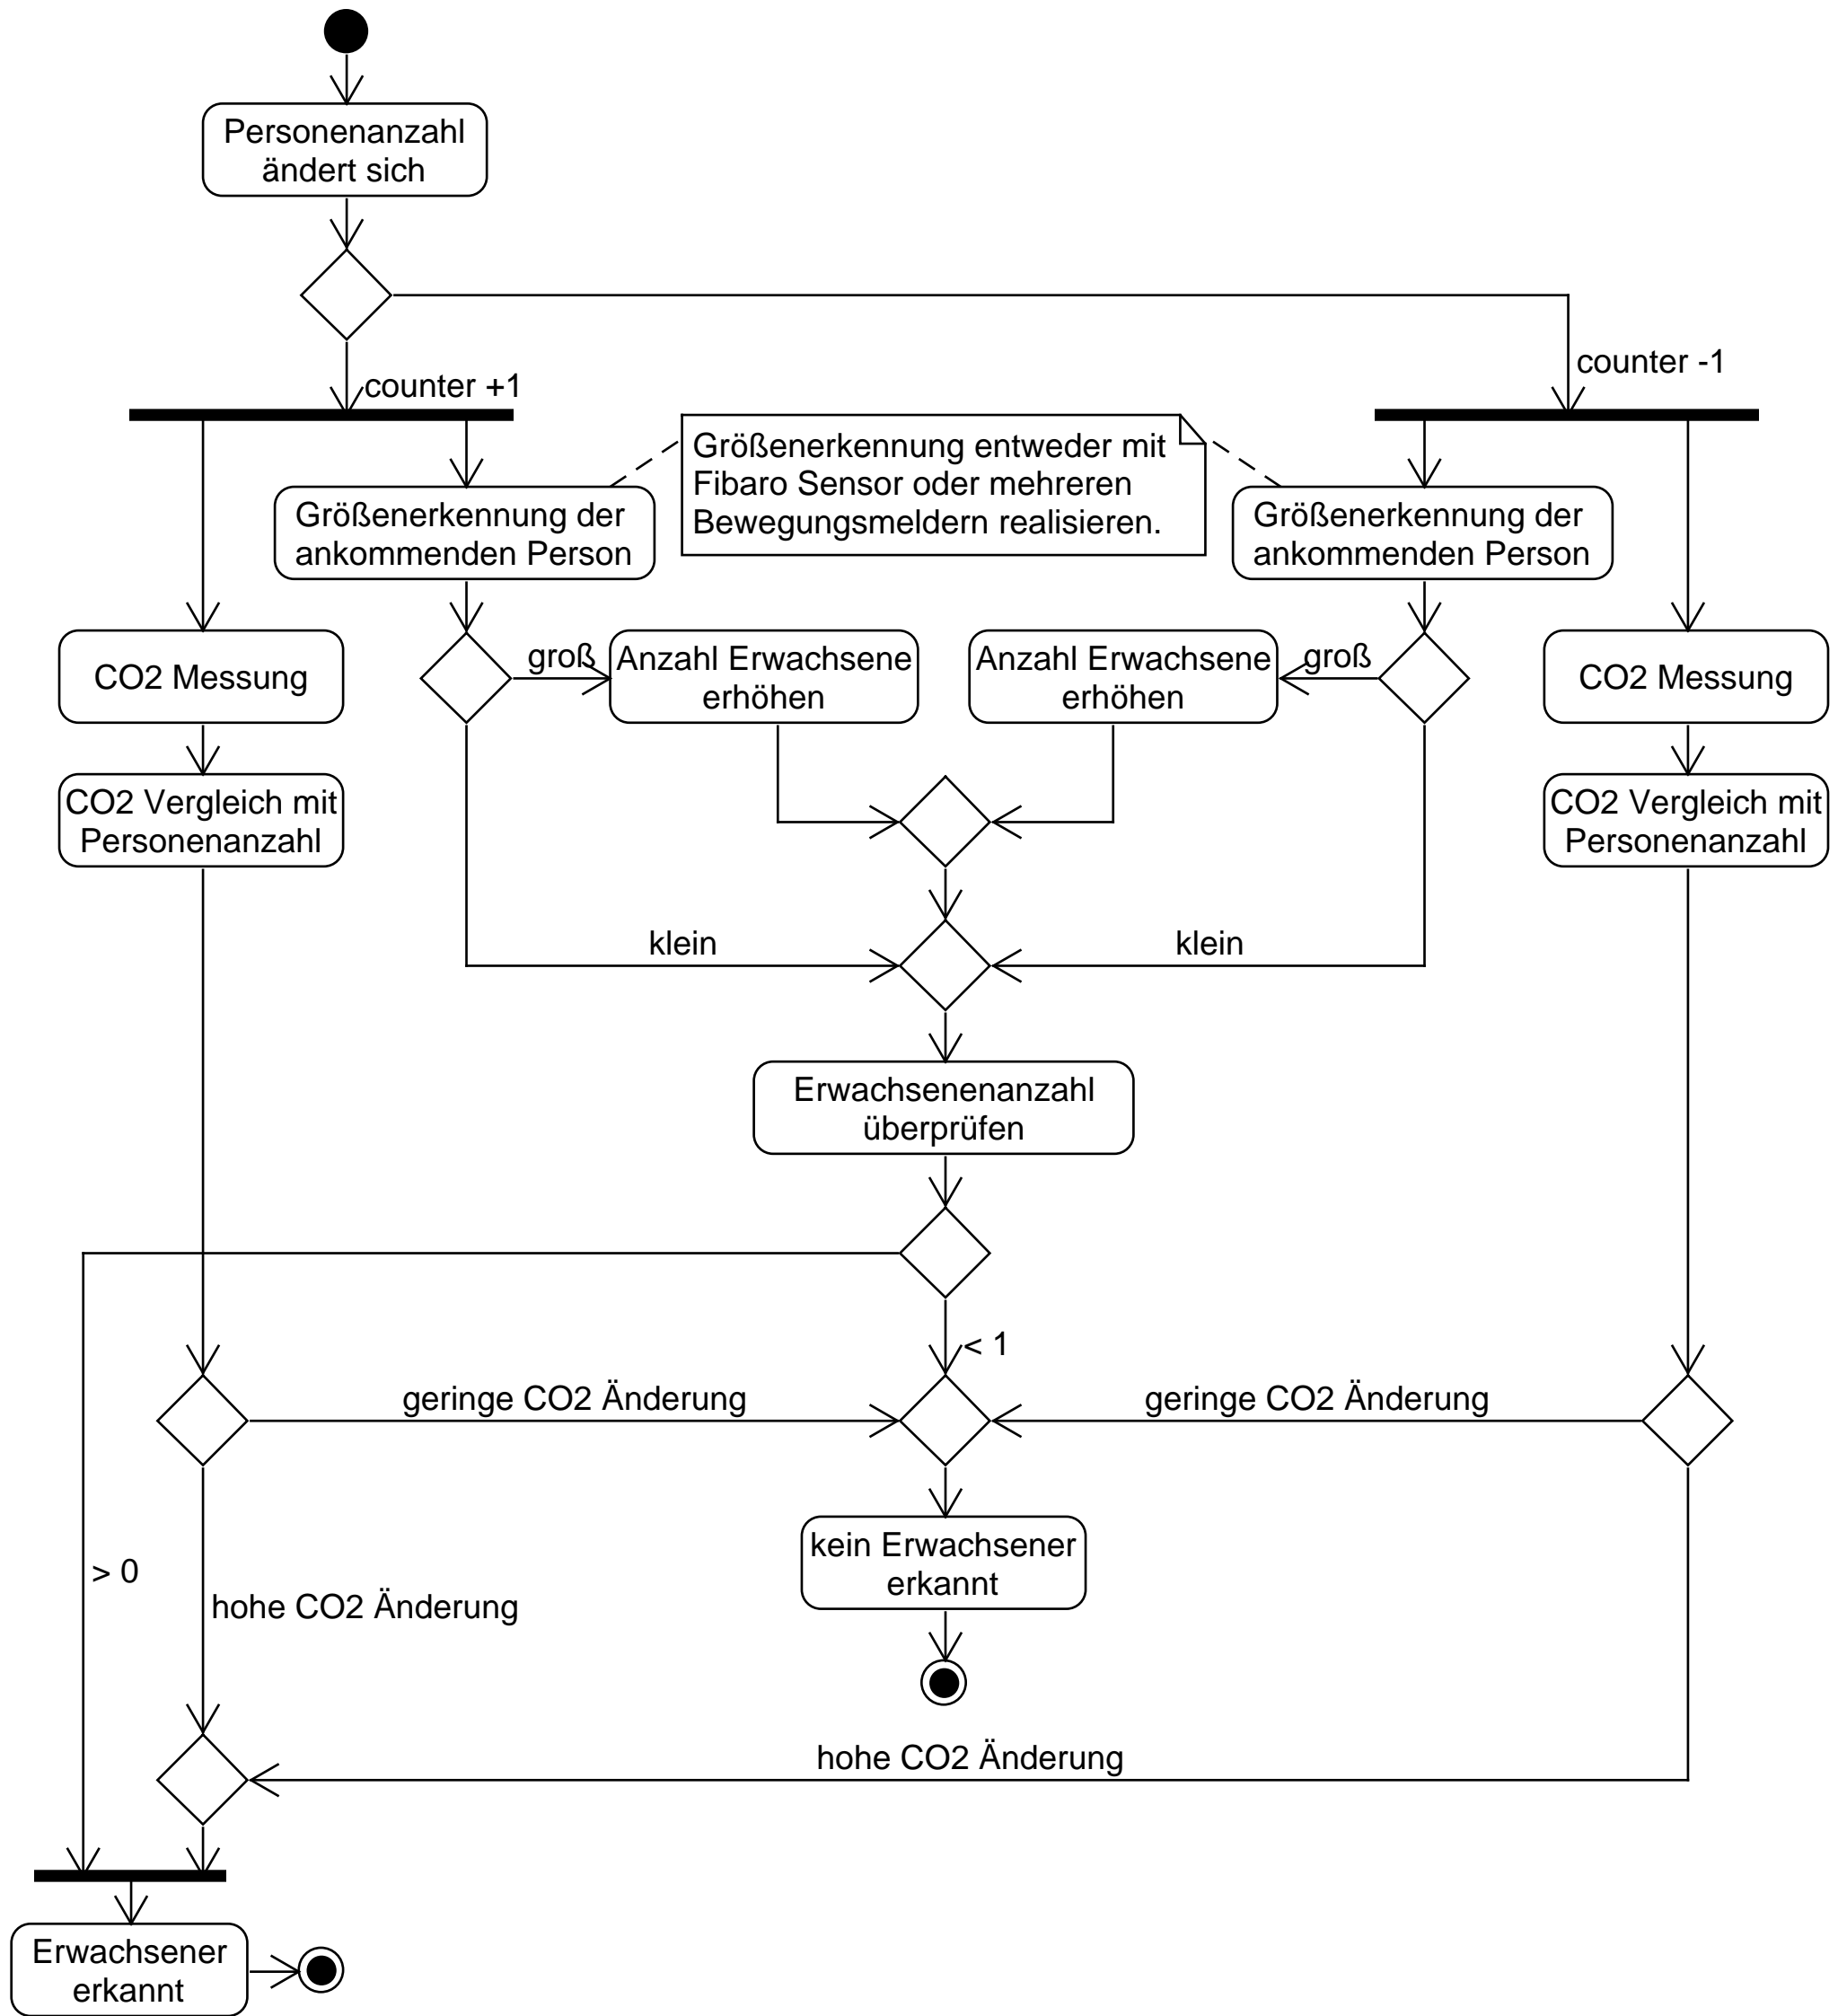 Personenanzahl
ändert sich
counter +1
counter -1
Größenerkennung entweder mit
Fibaro Sensor oder mehreren
Bewegungsmeldern realisieren.
Größenerkennung der
ankommenden Person
Größenerkennung der
ankommenden Person
CO2 Messung
groß
Anzahl Erwachsene
erhöhen
Anzahl Erwachsene
erhöhen
groß
CO2 Messung
CO2 Vergleich mit
Personenanzahl
CO2 Vergleich mit
Personenanzahl
klein
klein
Erwachsenenanzahl
überprüfen
< 1
geringe CO2 Änderung
geringe CO2 Änderung
kein Erwachsener
erkannt
> 0
hohe CO2 Änderung
hohe CO2 Änderung
Erwachsener
erkannt